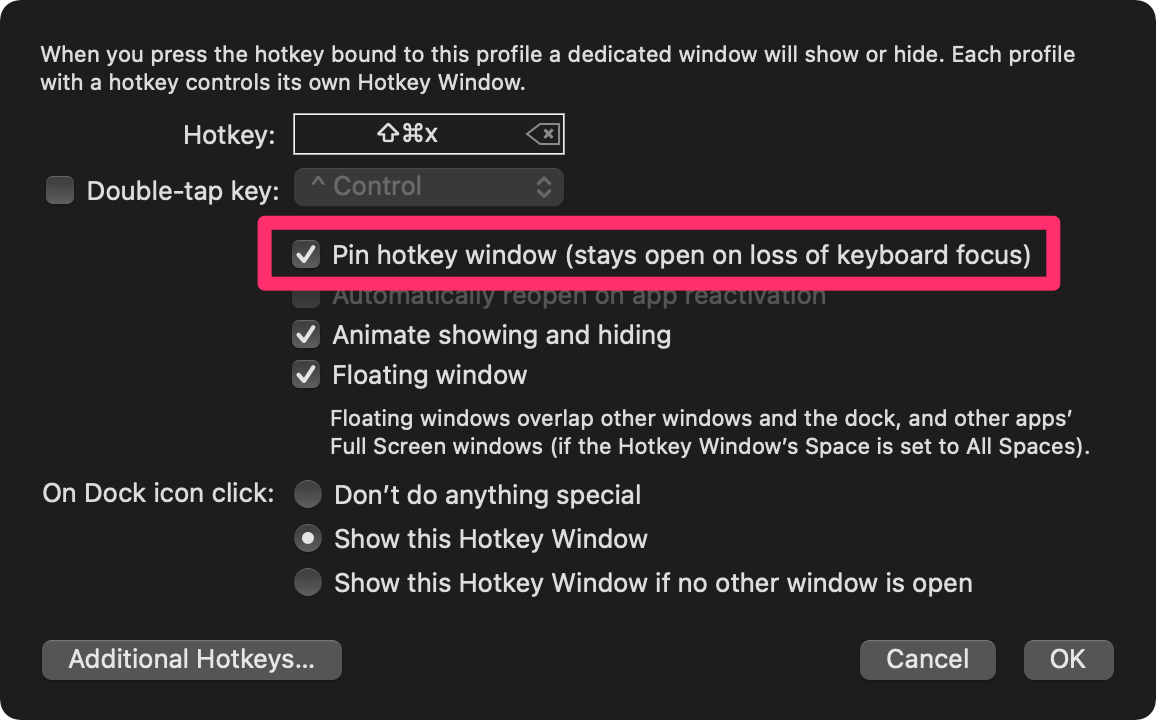 When you press the hotkey bound to this profile a dedicated window will show or hide. Each profile
with a hotkey controls its own Hotkey Window.
Hotkey: ⇧⌘x
Double-tap key: ^ Control
Pin hotkey window (stays open on loss of keyboard focus)
Automatically reopen on app reactivation
Animate showing and hiding
Floating window
Floating windows overlap other windows and the dock, and other apps’
Full Screen windows (if the Hotkey Window’s Space is set to All Spaces).
On Dock icon click: Don’t do anything special
Show this Hotkey Window
Show this Hotkey Window if no other window is open
Additional Hotkeys... Cancel OK